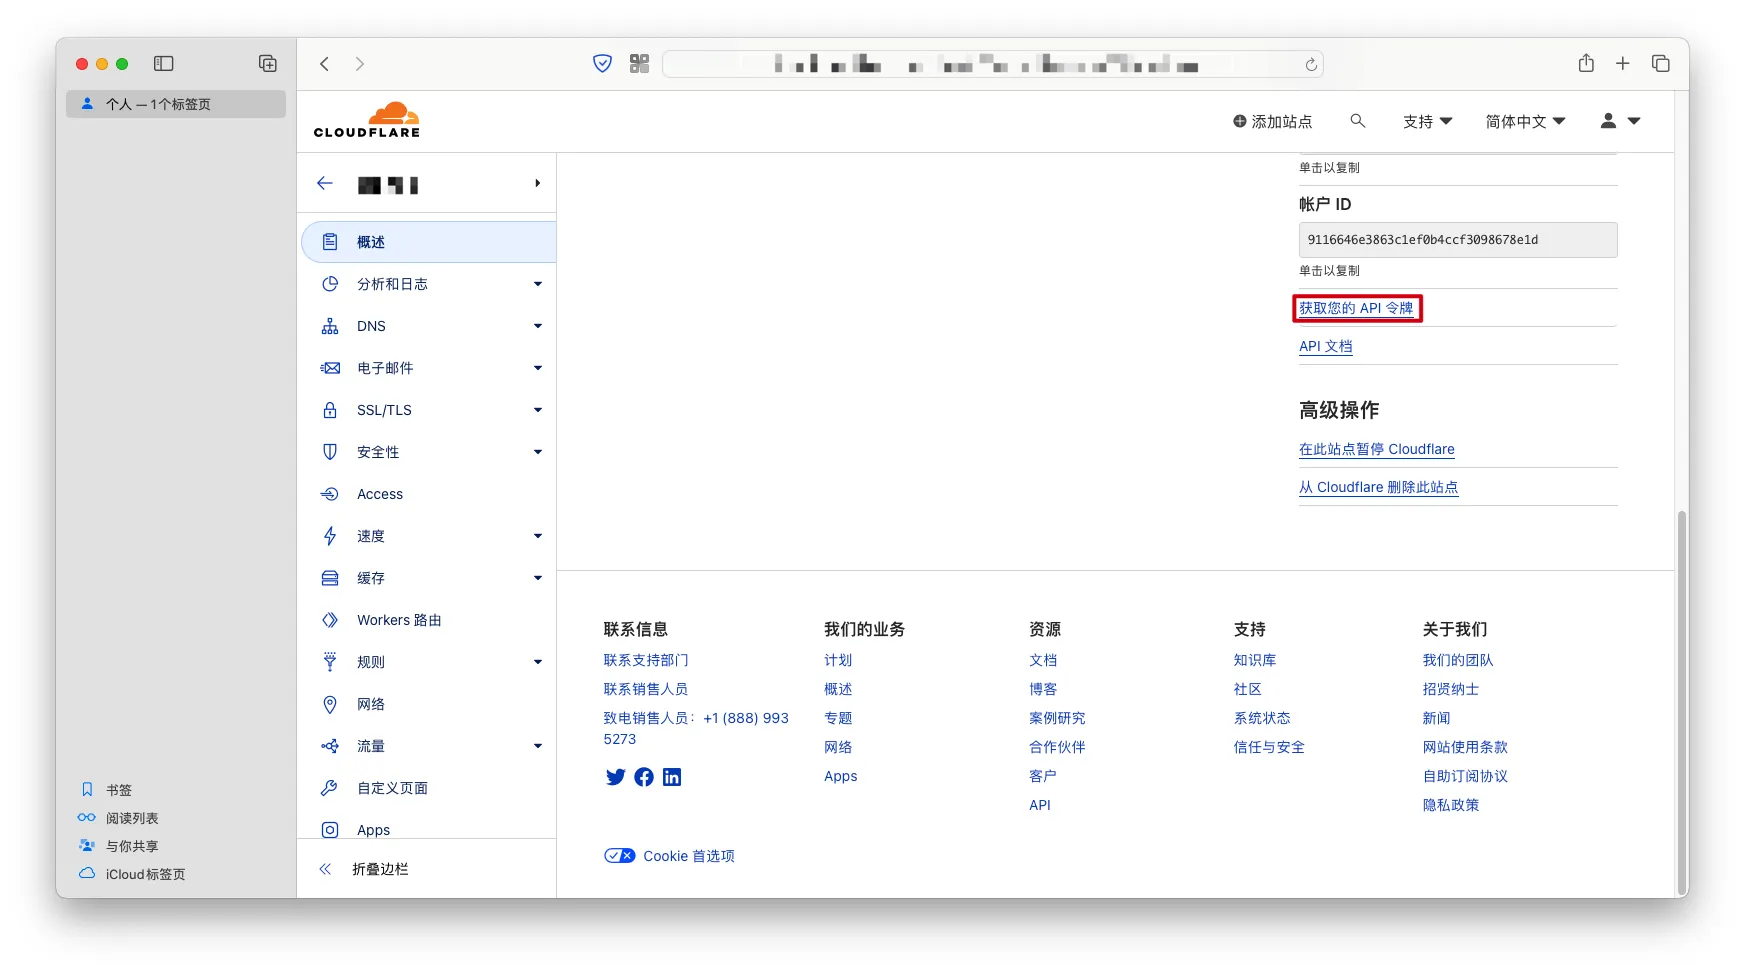 个人 — 1个标签页
书签
阅读列表
与你共享
iCloud标签页
CLOUDFLARE
添加站点
支持
简体中文
概述
分析和日志
DNS
电子邮件
SSL/TLS
安全性
Access
速度
缓存
Workers 路由
规则
网络
流量
自定义页面
Apps
折叠边栏
单击以复制
帐户 ID
9116646e3863c1ef0b4ccf3098678e1d
单击以复制
获取您的 API 令牌
API 文档
高级操作
在此站点暂停 Cloudflare
从 Cloudflare 删除此站点
联系信息
联系支持部门
联系销售人员
致电销售人员：+1 (888) 993
5273
我们的业务
计划
概述
专题
网络
Apps
资源
文档
博客
案例研究
合作伙伴
客户
API
支持
知识库
社区
系统状态
信任与安全
关于我们
我们的团队
招贤纳士
新闻
网站使用条款
自助订阅协议
隐私政策
Cookie 首选项